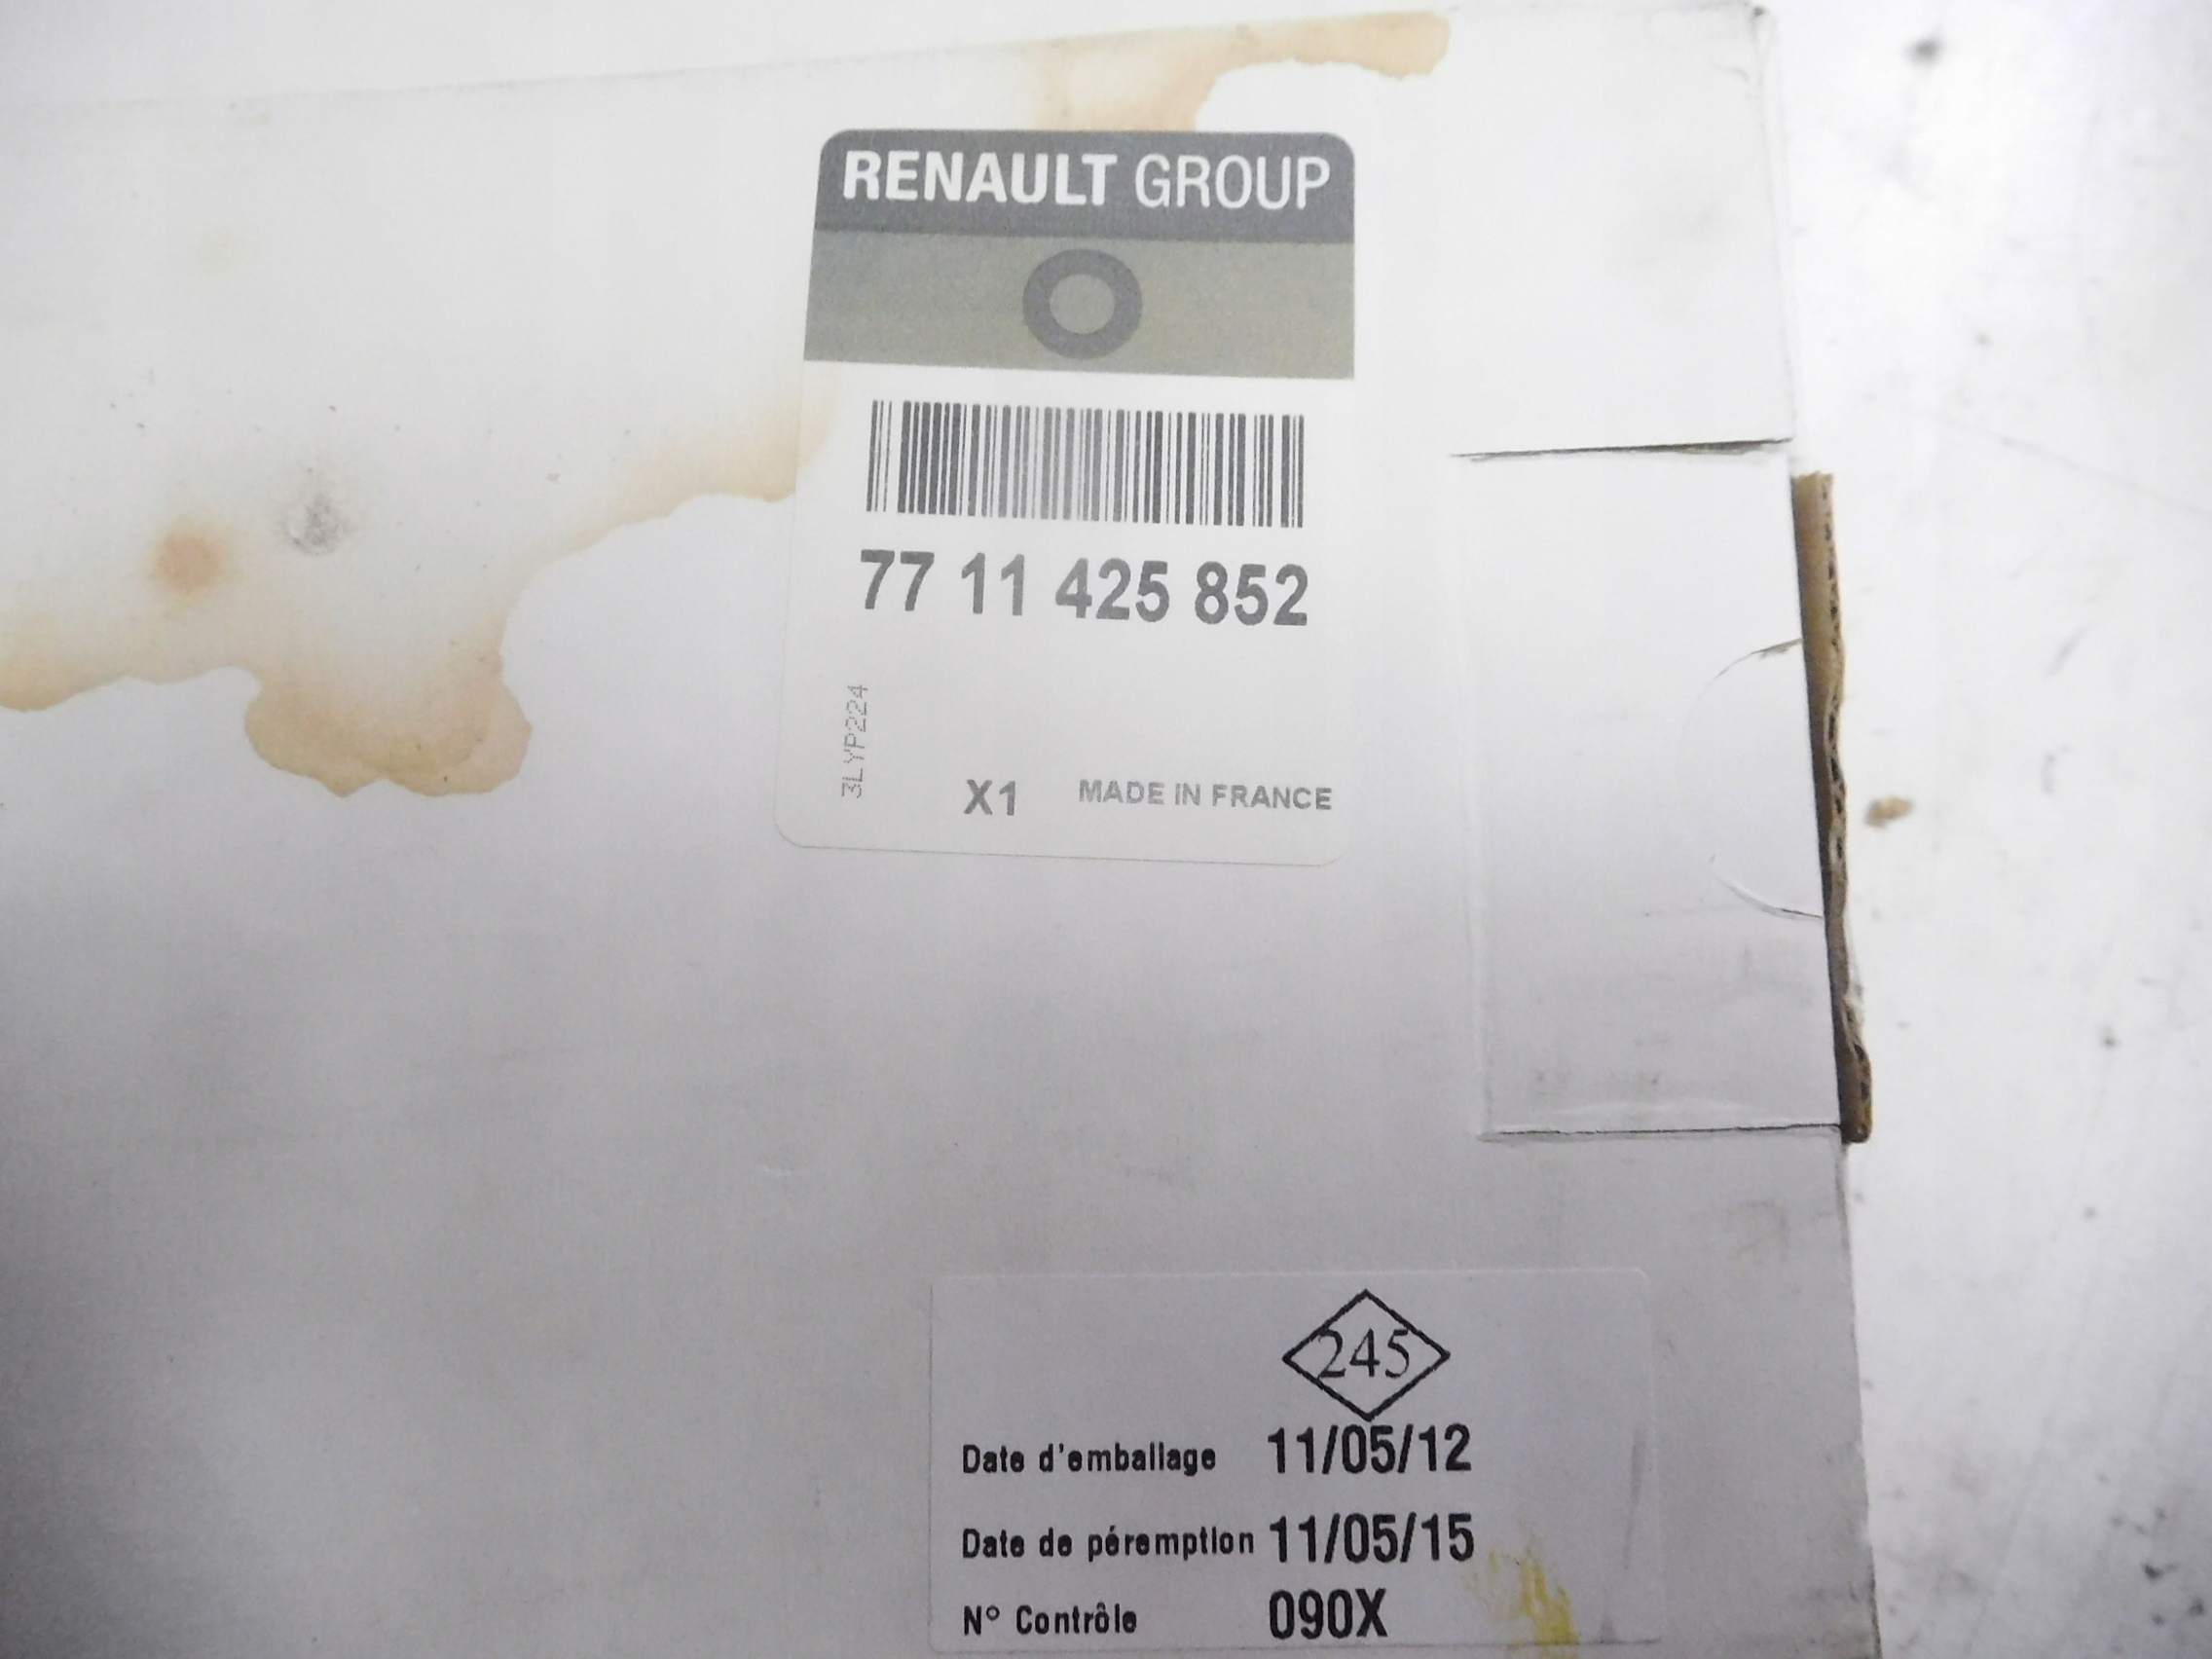 RENAULT GROUP
77 11 425 852
3LYP224
X1 MADE IN FRANCE
245
Date d'emballage 11/05/12
Date de péremption 11/05/15
N° Contrôle 090X